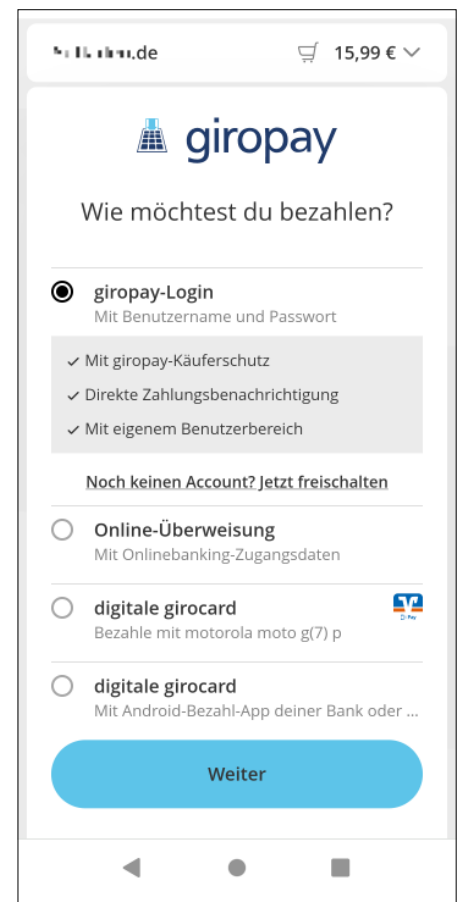 .de
15,99 €
giropay
Wie möchtest du bezahlen?
giropay-Login
Mit Benutzername und Passwort
Mit giropay-Käuferschutz
Direkte Zahlungsbenachrichtigung
Mit eigenem Benutzerbereich
Noch keinen Account? Jetzt freischalten
Online-Überweisung
Mit Onlinebanking-Zugangsdaten
digitale girocard
Bezahle mit motorola moto g(7) p
digitale girocard
Mit Android-Bezahl-App deiner Bank oder ...
Weiter